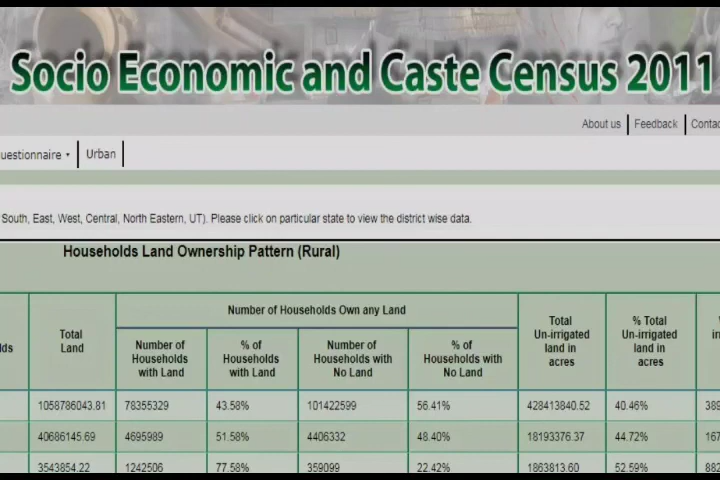 Socio Economic and Caste Census 2011
About us Feedback Contac
uestionnaire Urban
South, East, West, Central, North Eastern, UT). Please click on particular state to view the district wise data.
Households Land Ownership Pattern (Rural)
Number of Households Own any Land
lds Total Land Number of Households with Land % of Households with Land Number of Households with No Land % of Households with No Land Total Un-irrigated land in acres % Total Un-irrigated land in acres
1058786043.81 78355329 43.58% 101422599 56.41% 428413840.52 40.46% 389
40686145.69 4695989 51.58% 4406332 48.40% 18193376.37 44.72% 167
3543854.22 1242506 77.58% 359099 22.42% 1863813.60 52.59% 882